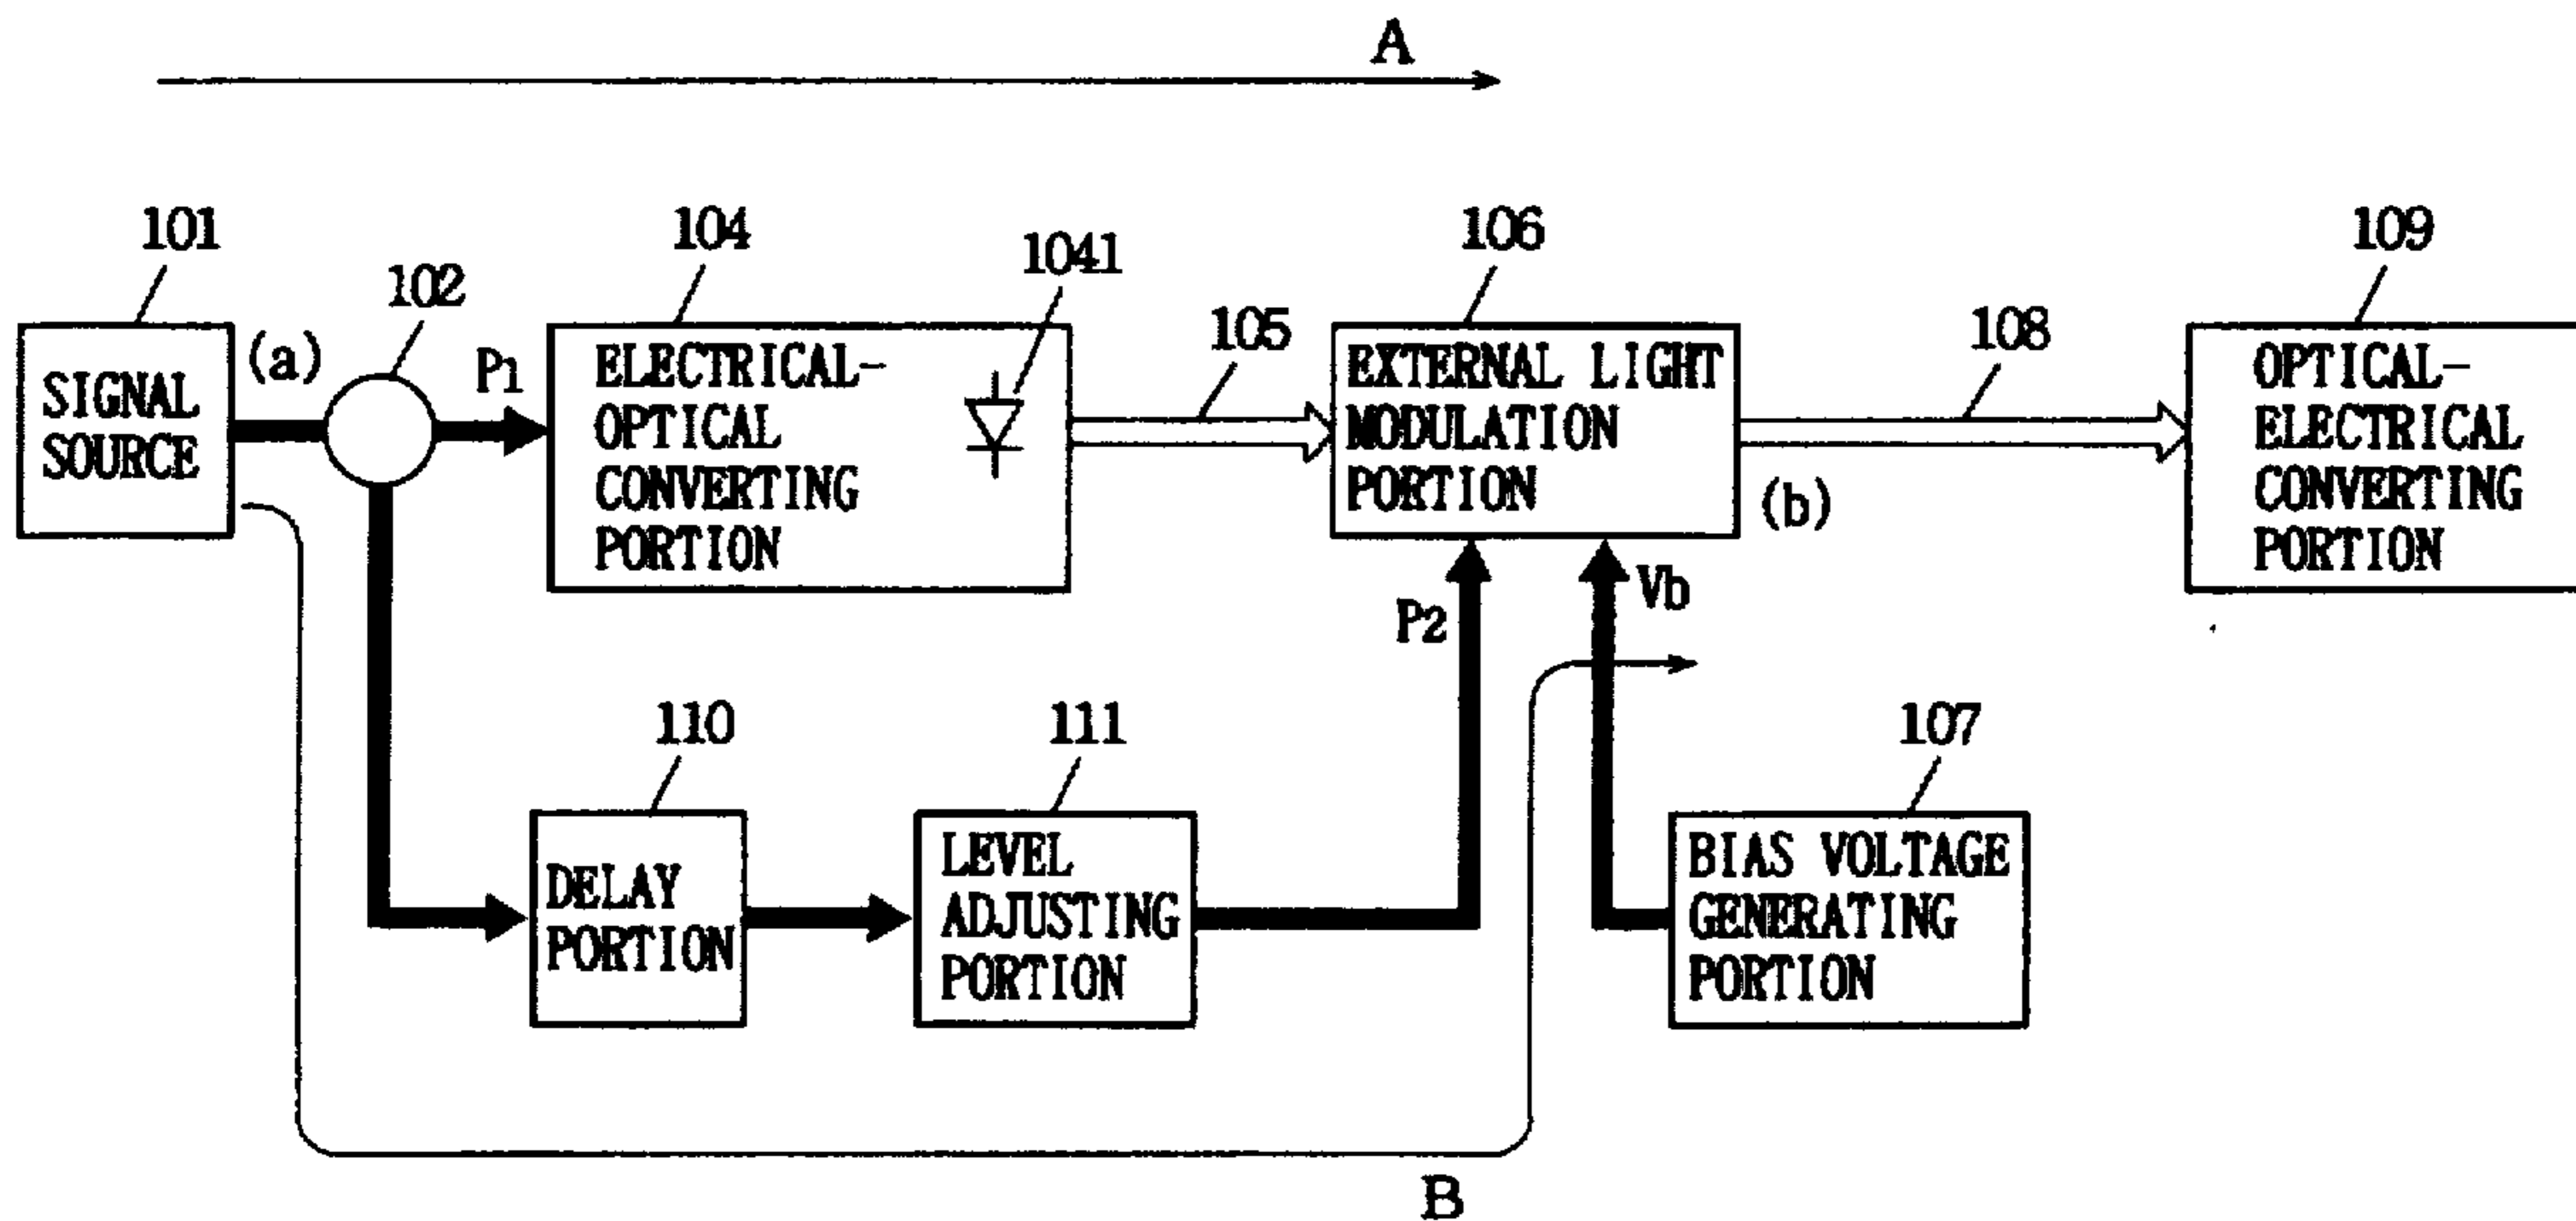 A
101
102
104
1041
105
106
108
109
SIGNAL
SOURCE
(a)
P1
ELECTRICAL-
OPTICAL
CONVERTING
PORTION
EXTERNAL LIGHT
MODULATION
PORTION
(b)
OPTICAL-
ELECTRICAL
CONVERTING
PORTION
P2
Vb
110
111
107
DELAY
PORTION
LEVEL
ADJUSTING
PORTION
BIAS VOLTAGE
GENERATING
PORTION
B